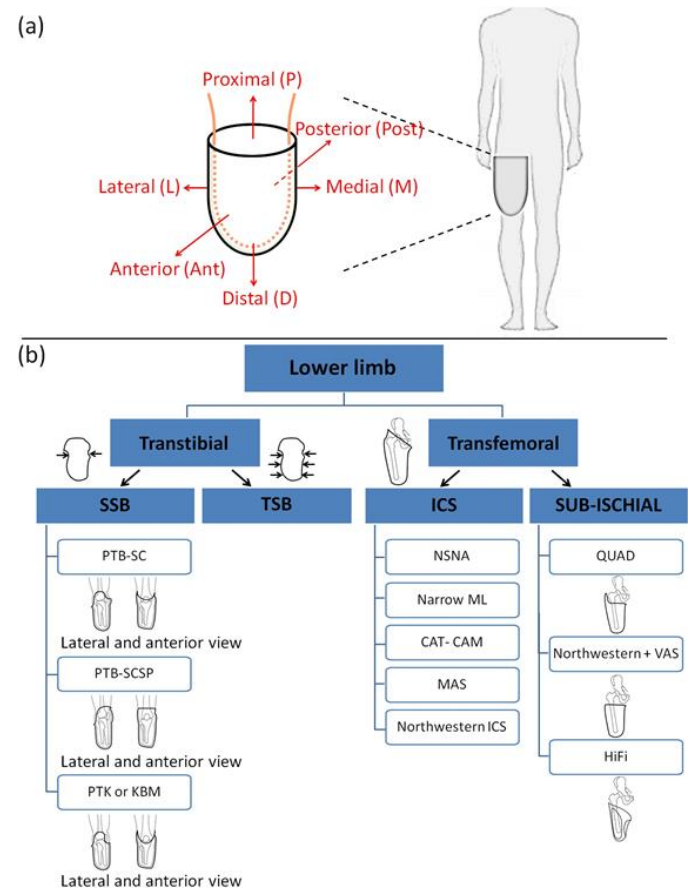 (a)
Proximal (P)
Posterior (Post)
Lateral (L)
Medial (M)
Anterior (Ant)
Distal (D)
(b)
Lower limb
Transtibial
Transfemoral
SSB
TSB
ICS
SUB-ISCHIAL
PTB-SC
Lateral and anterior view
PTB-SCSP
Lateral and anterior view
PTK or KBM
Lateral and anterior view
NSNA
Narrow ML
CAT- CAM
MAS
Northwestern ICS
QUAD
Northwestern + VAS
HiFi